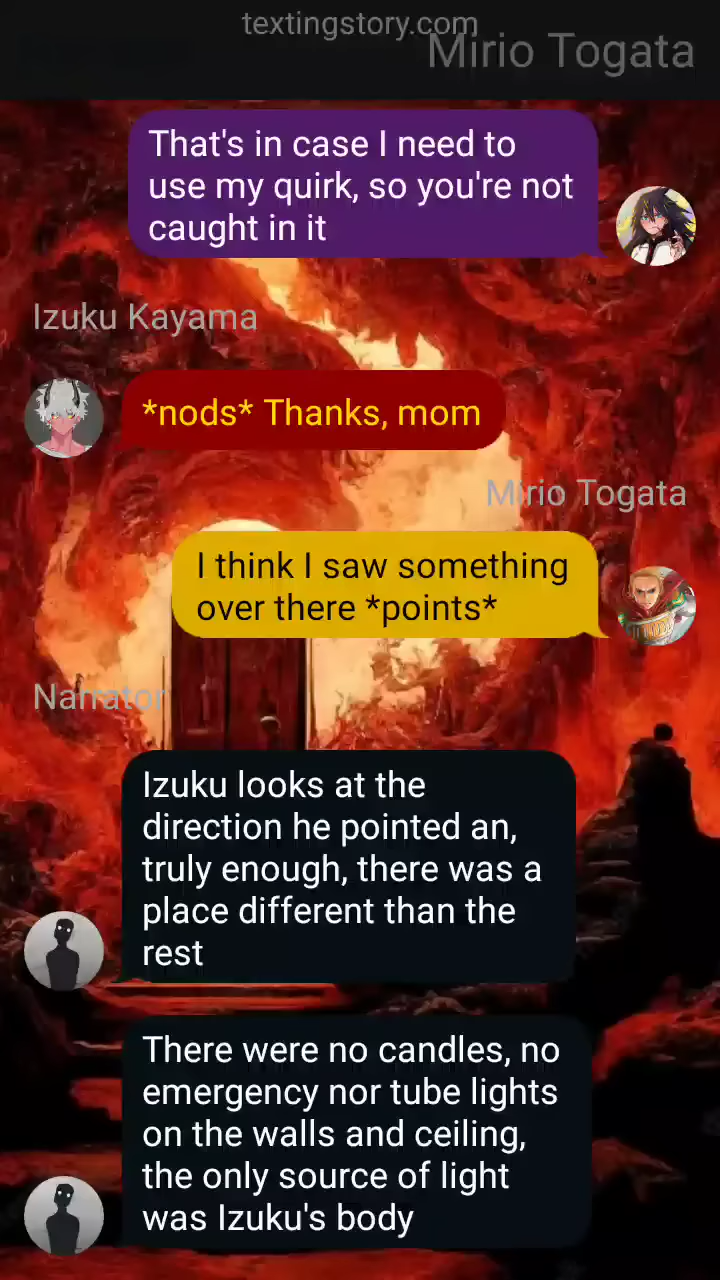 textingstory.com
Mirio Togata
That's in case I need to
use my quirk, so you're not
caught in it
Izuku Kayama
*nods* Thanks, mom
Mirio Togata
I think I saw something
over there *points*
Narrator
Izuku looks at the
direction he pointed an,
truly enough, there was a
place different than the
rest
There were no candles, no
emergency nor tube lights
on the walls and ceiling,
the only source of light
was Izuku's body